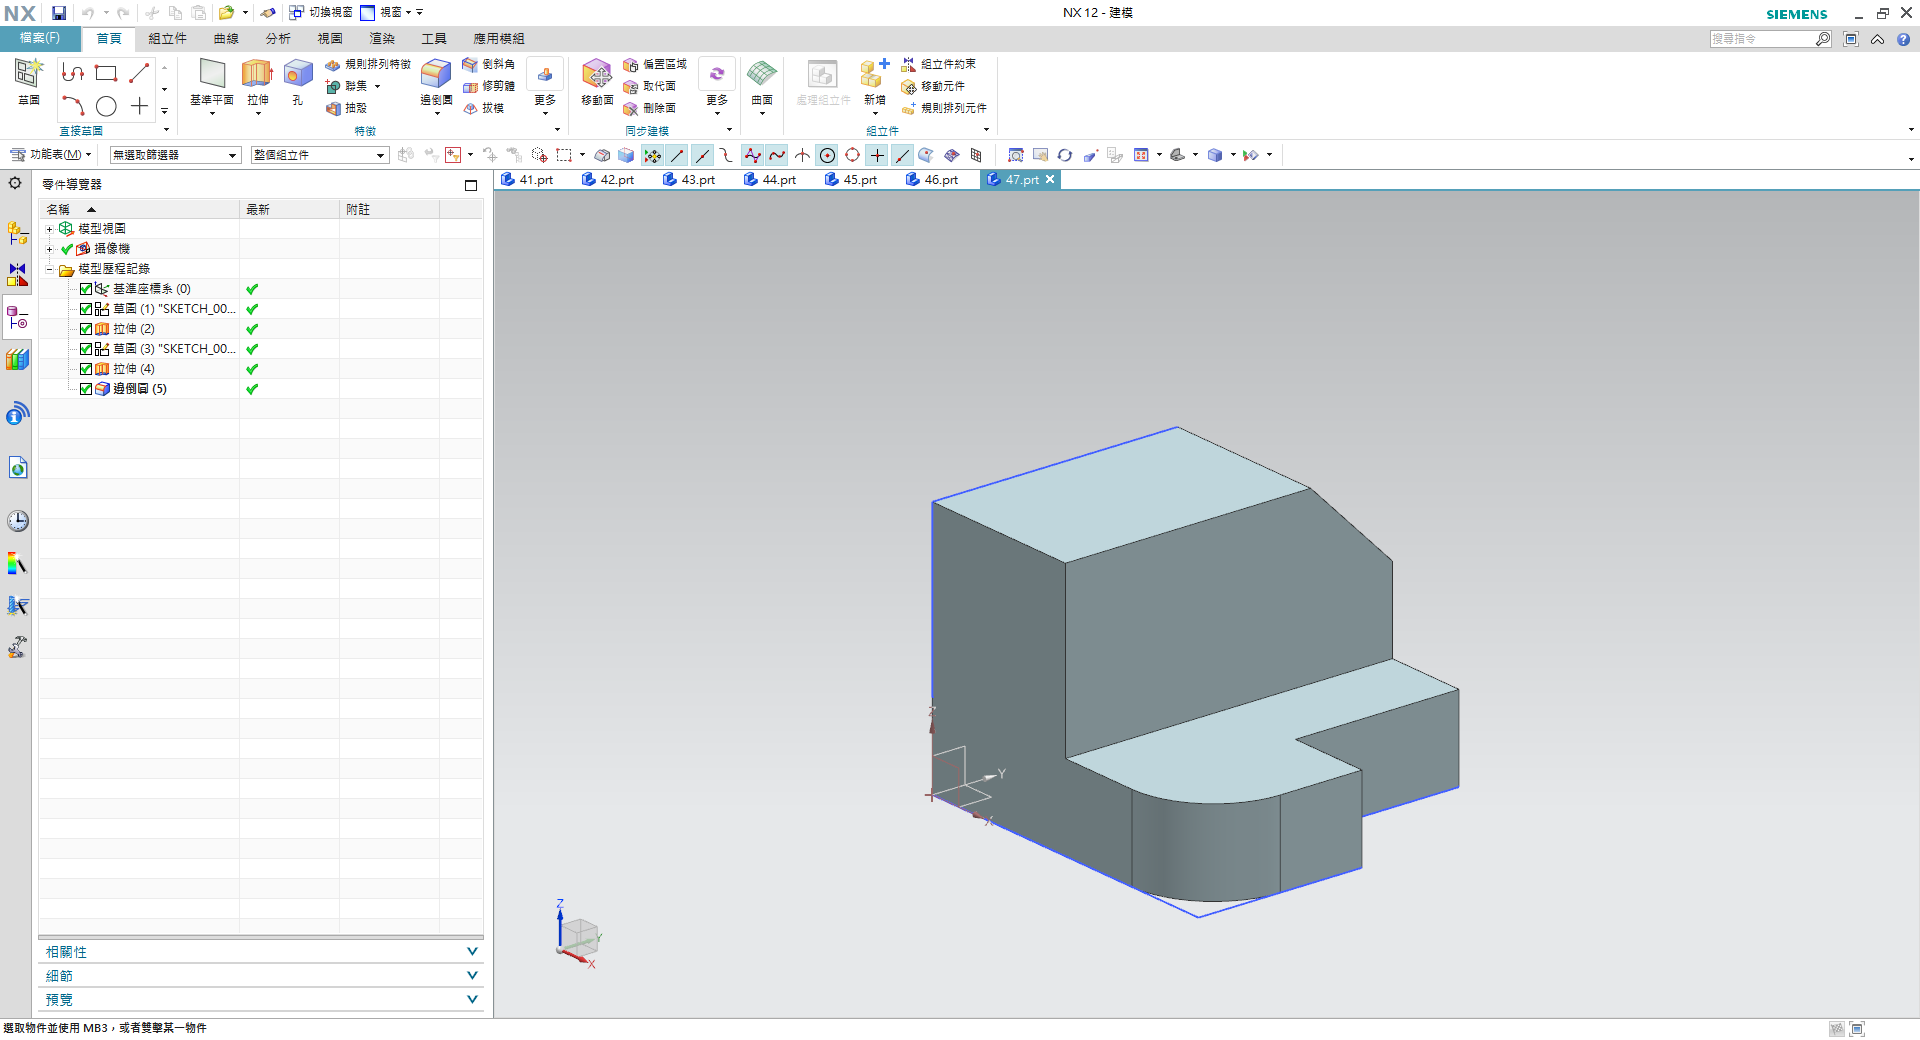 NX
切換視窗
視窗
NX 12 - 建模
SIEMENS
檔案(F)
首頁
組立件
曲線
分析
視圖
渲染
工具
應用模組
搜尋指令
草圖
直接草圖
基準平面
拉伸
孔
規則排列特徵
聯集
抽殼
邊倒圓
倒斜角
修剪體
拔模
更多
特徵
移動面
偏置區域
取代面
刪除面
更多
同步建模
曲面
處理組立件
新增
組立件約束
移動元件
規則排列元件
組立件
功能表(M)
無選取篩選器
整個組立件
零件導覽器
41.prt
42.prt
43.prt
44.prt
45.prt
46.prt
47.prt
名稱
最新
附註
模型視圖
攝像機
模型歷程記錄
基準座標系 (0)
草圖 (1) "SKETCH_00...
拉伸 (2)
草圖 (3) "SKETCH_00...
拉伸 (4)
邊倒圓 (5)
Z
Y
X
Z
Y
X
相關性
細節
預覽
選取物件並使用 MB3，或者雙擊某一物件